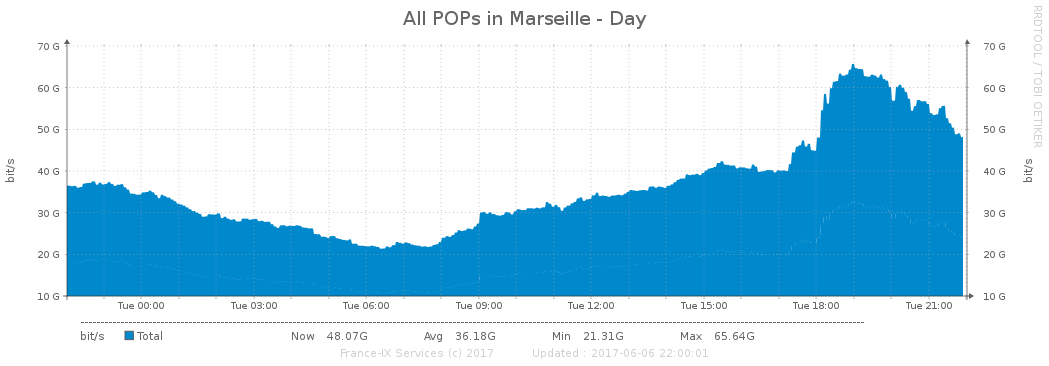 All POPs in Marseille - Day
RRDTOOL / TOBI OETIKER
70 G 70 G
60 G 60 G
50 G 50 G
40 G 40 G
30 G 30 G
20 G 20 G
10 G 10 G
bit/s bit/s
Tue 00:00 Tue 03:00 Tue 06:00 Tue 09:00 Tue 12:00 Tue 15:00 Tue 18:00 Tue 21:00
bit/s Total Now 48.07G Avg 36.18G Min 21.31G Max 65.64G
France-IX Services (c) 2017 Updated : 2017-06-06 22:00:01